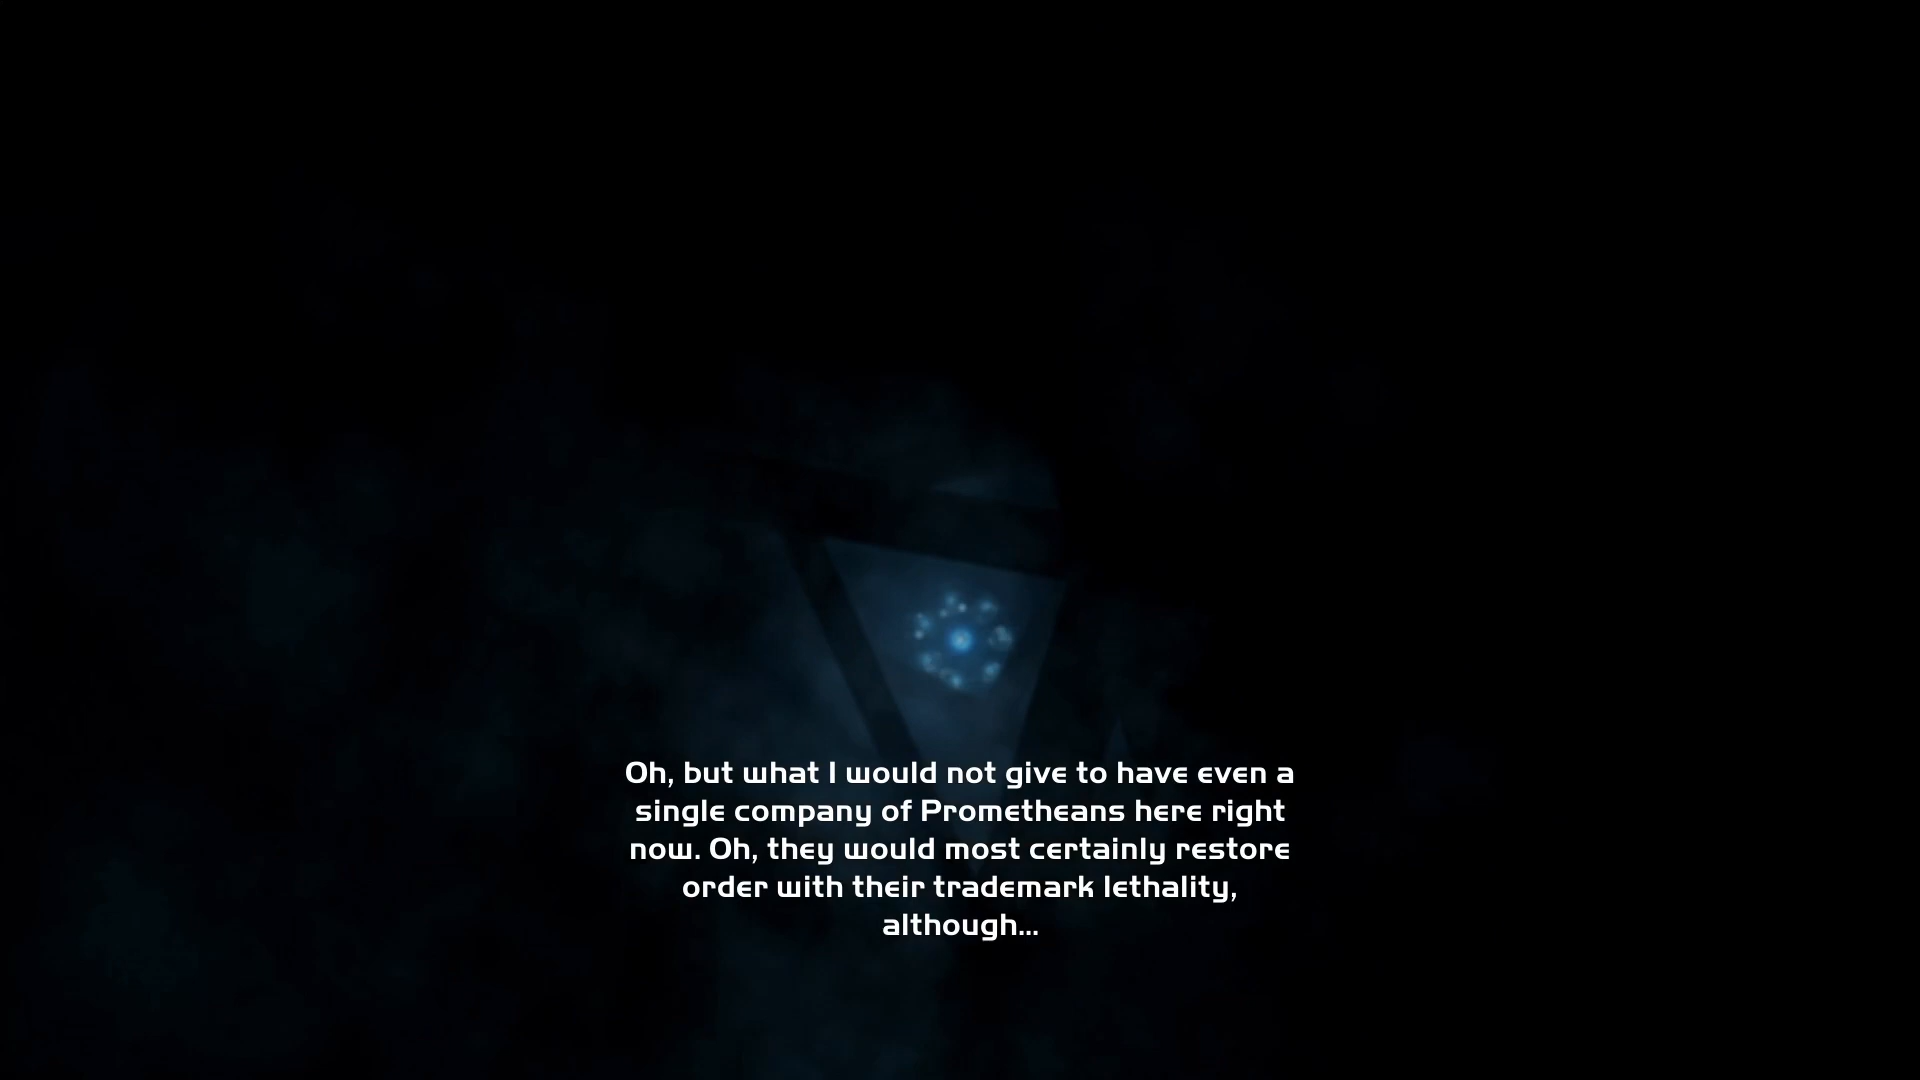 Oh, but what I would not give to have even a
single company of Prometheans here right
now. Oh, they would most certainly restore
order with their trademark lethality,
although...